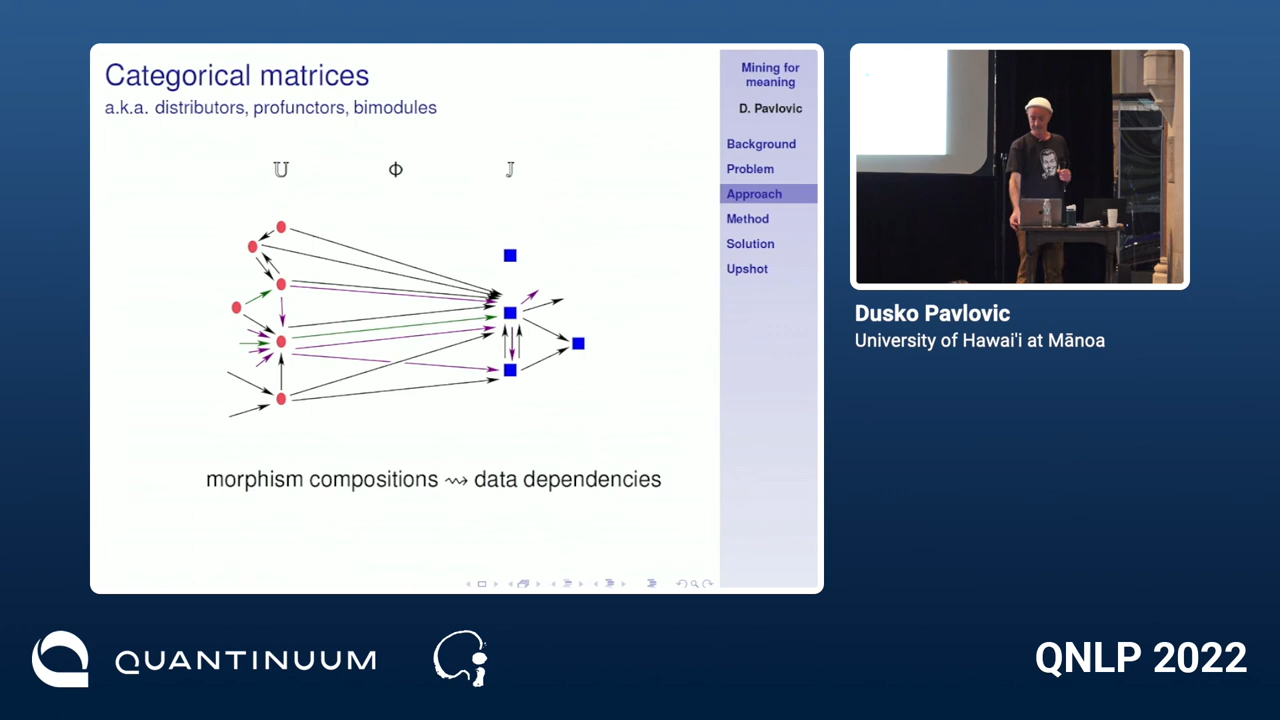 Categorical matrices
a.k.a. distributors, profunctors, bimodules
𝕌 Φ 𝕁
morphism compositions ⇝ data dependencies
Mining for
meaning
D. Pavlovic
Background
Problem
Approach
Method
Solution
Upshot
Dusko Pavlovic
University of Hawai'i at Mānoa
QUANTINUUM
QNLP 2022